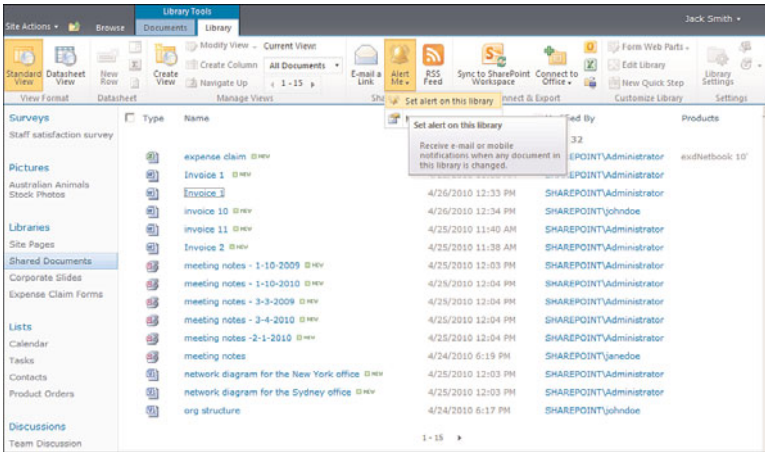 Library Tools
Jack Smith
Site Actions Browse Documents Library
Modify View Current View: Form Web Parts
Create Column All Documents Edit Library
Standard View Datasheet View New Row Create View Navigate Up 1-15 E-mail a Link Alert Me RSS Feed Sync to SharePoint Workspace Connect to Office New Quick Step Library Settings
View Format Datasheet Manage Views Set alert on this library Export Customize Library Settings
Surveys Type Name Set alert on this library By Products
Staff satisfaction survey 32
Receive e-mail or mobile notifications when any document in this library is changed.
expense claim NEW SHAREPOINT\Administrator exdNetbook 10'
Pictures
Invoice 1 NEW SHAREPOINT\Administrator
Australian Animals
Stock Photos
Invoice 1 4/26/2010 12:33 PM SHAREPOINT\Administrator
invoice 10 NEW 4/26/2010 12:34 PM SHAREPOINT\johndoe
Libraries
invoice 11 NEW 4/25/2010 11:40 AM SHAREPOINT\Administrator
Site Pages
Invoice 2 NEW 4/25/2010 11:38 AM SHAREPOINT\Administrator
Shared Documents
meeting notes - 1-10-2009 NEW 4/25/2010 12:03 PM SHAREPOINT\Administrator
Corporate Slides
meeting notes - 1-10-2010 NEW 4/25/2010 12:04 PM SHAREPOINT\Administrator
Expense Claim Forms
meeting notes - 3-3-2009 NEW 4/25/2010 12:04 PM SHAREPOINT\Administrator
meeting notes - 3-4-2010 NEW 4/25/2010 12:04 PM SHAREPOINT\Administrator
Lists
meeting notes -2-1-2010 NEW 4/25/2010 12:04 PM SHAREPOINT\Administrator
Calendar
meeting notes 4/24/2010 6:19 PM SHAREPOINT\janedoe
Tasks
network diagram for the New York office NEW 4/25/2010 12:03 PM SHAREPOINT\Administrator
Contacts
network diagram for the Sydney office NEW 4/25/2010 12:03 PM SHAREPOINT\Administrator
Product Orders
org structure 4/24/2010 6:17 PM SHAREPOINT\johndoe
Discussions
1 - 15
Team Discussion